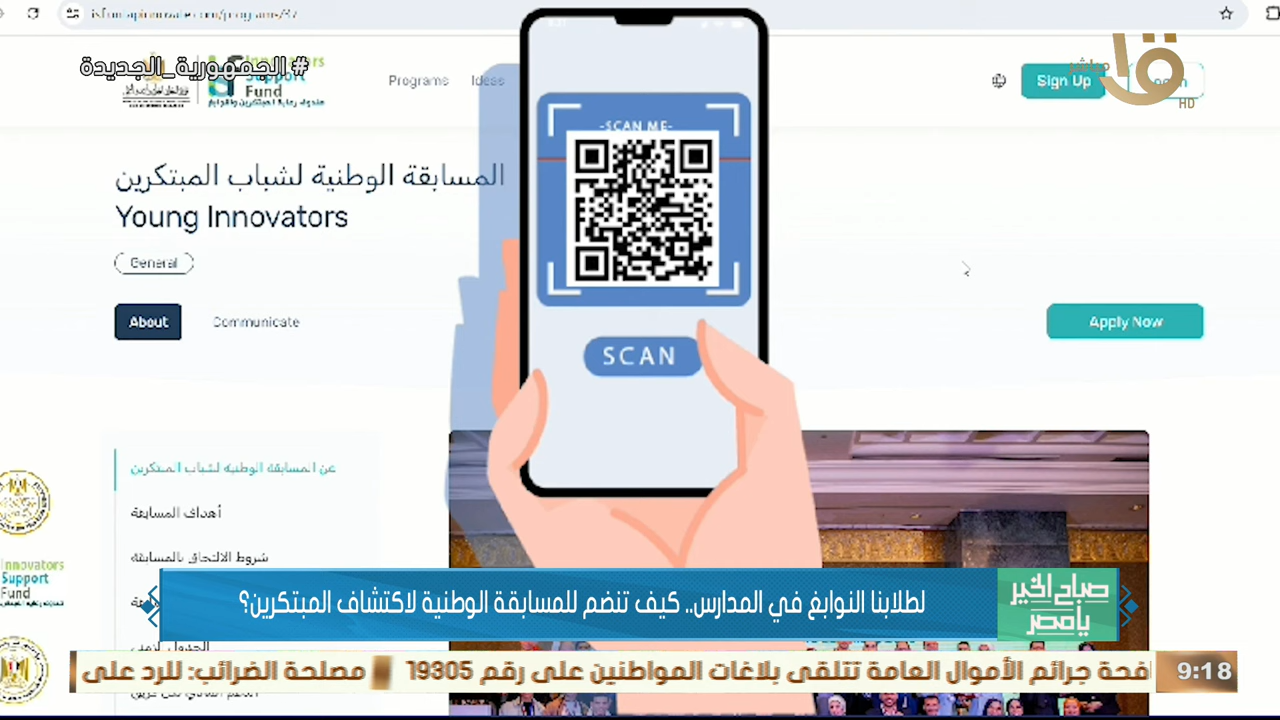 # الجمهورية_الجديدة
Innovators
Support
Fund
Programs
Ideas
Sign Up
HD
-SCAN ME-
المسابقة الوطنية لشباب المبتكرين
Young Innovators
General
About
Communicate
SCAN
Apply Now
عن المسابقة الوطنية لشباب المبتكرين
أهداف المسابقة
شروط الالتحاق بالمسابقة
Innovators
Support
Fund
لطلابنا النوابغ في المدارس.. كيف تنضم للمسابقة الوطنية لاكتشاف المبتكرين؟
صباح الخير
يا مصر
فحة جرائم الأموال العامة تتلقى بلاغات المواطنين على رقم 19305
مصلحة الضرائب: للرد على
9:18